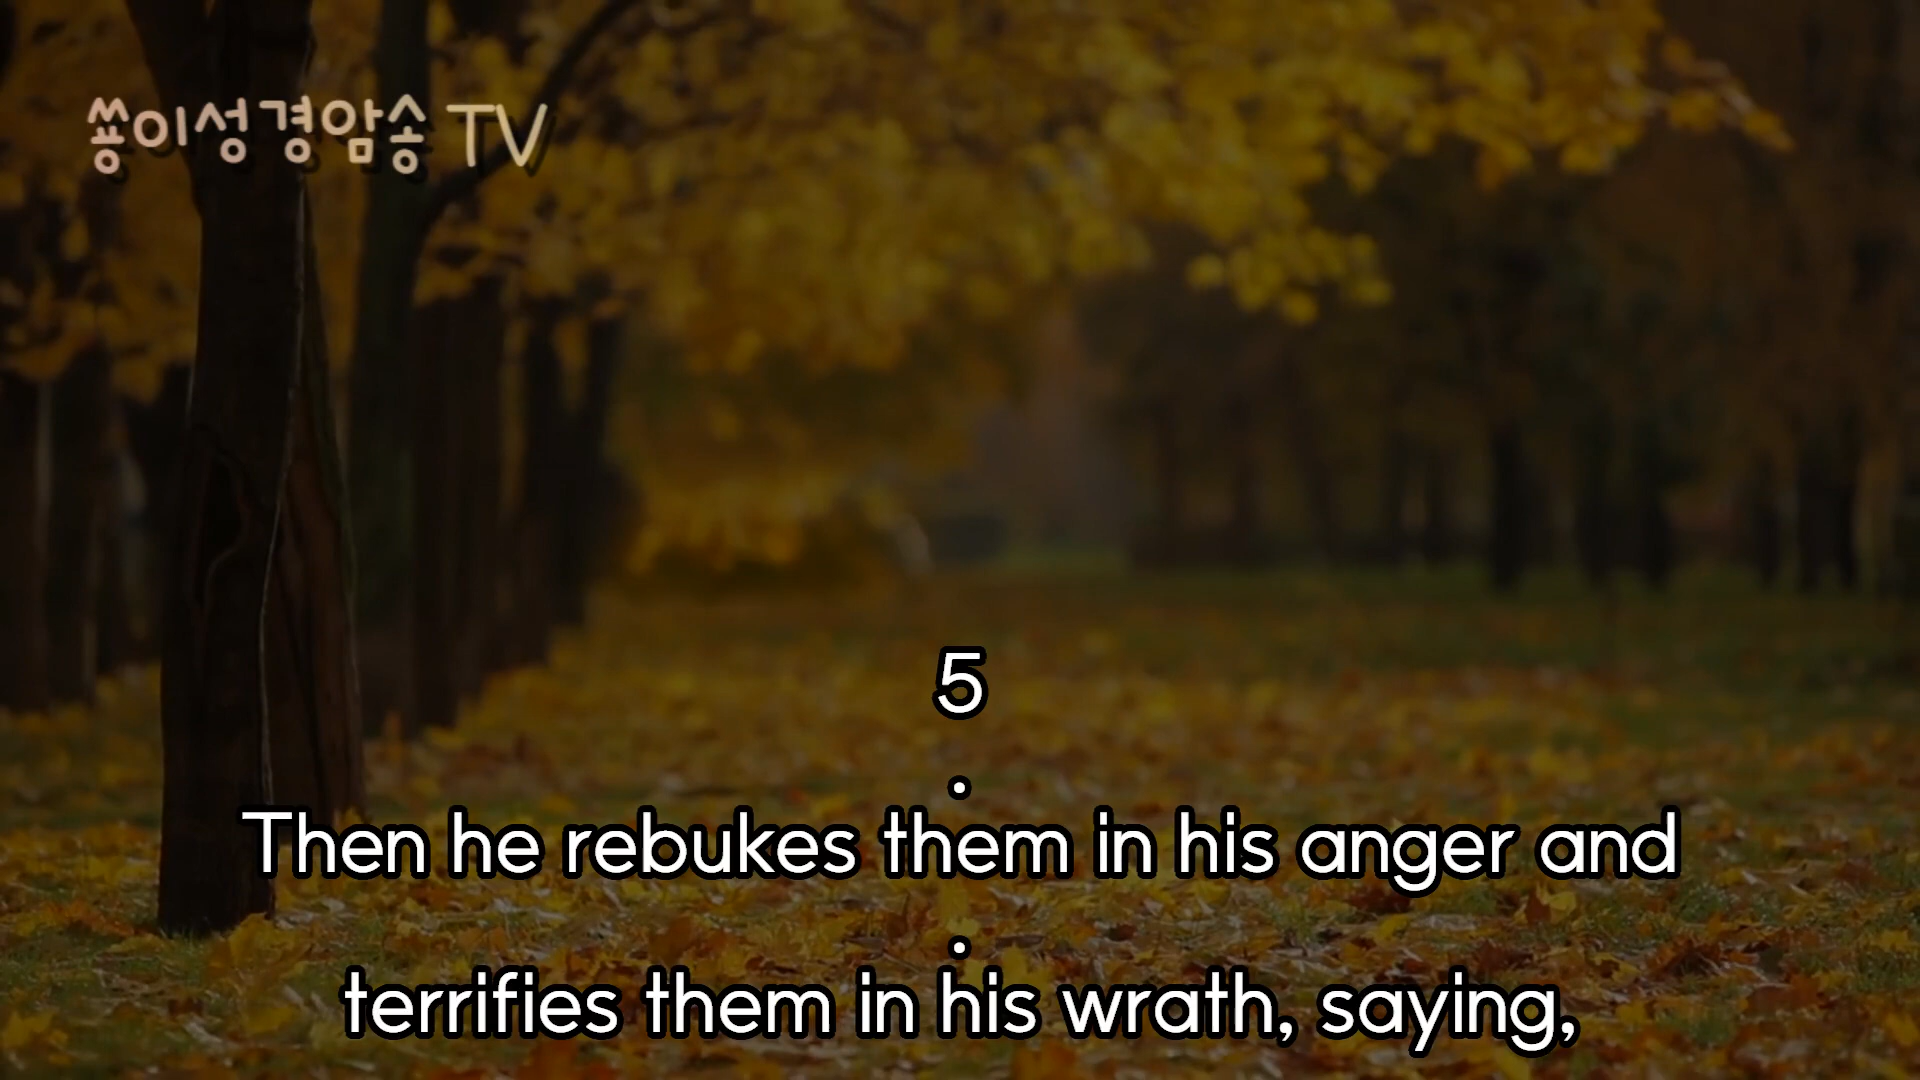 쑝이성경암송 TV
5
.
Then he rebukes them in his anger and
.
terrifies them in his wrath, saying,